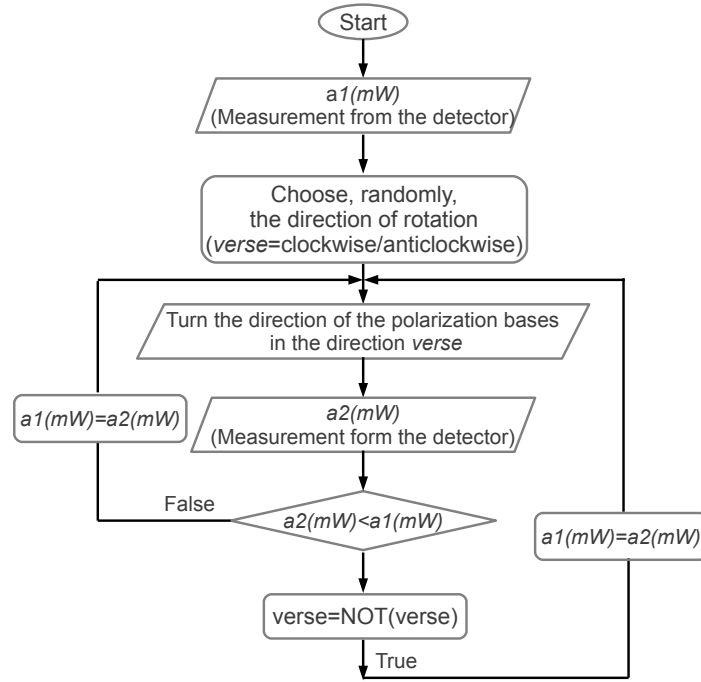 Start
a1(mW)
(Measurement from the detector)
Choose, randomly,
the direction of rotation
(verse=clockwise/anticlockwise)
Turn the direction of the polarization bases
in the direction verse
a1(mW)=a2(mW)
a2(mW)
(Measurement form the detector)
False
a2(mW)<a1(mW)
a1(mW)=a2(mW)
verse=NOT(verse)
True